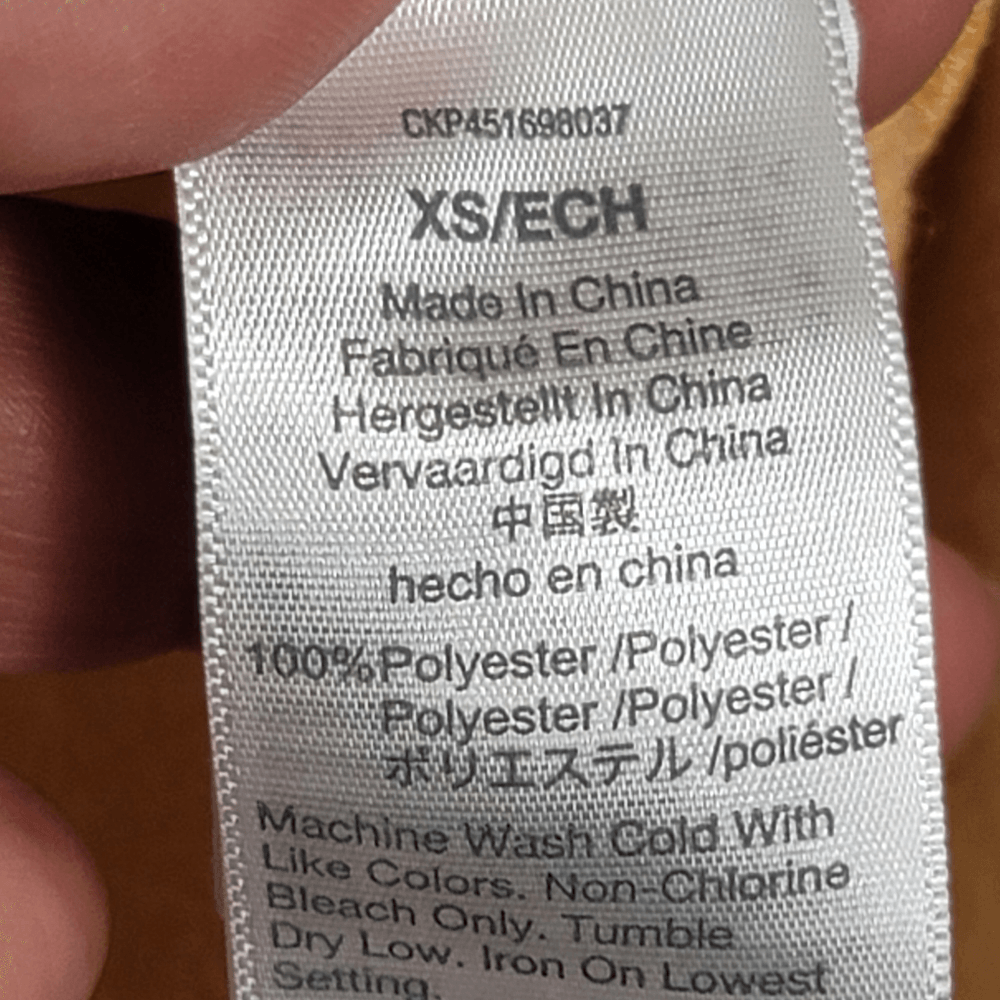 CKP451698037
XS/ECH
Made In China
Fabriqué En Chine
Hergestellt In China
Vervaardigd In China
中国製
hecho en china
100%Polyester /Polyester /
Polyester /Polyester /
ポリエステル /poliéster
Machine Wash Cold With
Like Colors. Non-Chlorine
Bleach Only. Tumble
Dry Low. Iron On Lowest
Setting.